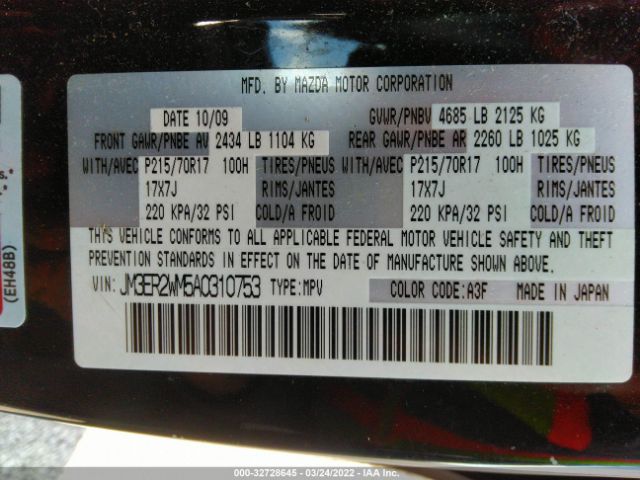 MFD. BY MAZDA MOTOR CORPORATION
DATE 10/09 GVWR/PNBV 4685 LB 2125 KG
FRONT GAWR/PNBE AV 2434 LB 1104 KG REAR GAWR/PNBE AR 2260 LB 1025 KG
WITH/AVEC P215/70R17 100H TIRES/PNEUS WITH/AVEC P215/70R17 100H TIRES/PNEUS
17X7J RIMS/JANTES 17X7J RIMS/JANTES
220 KPA/32 PSI COLD/A FROID 220 KPA/32 PSI COLD/A FROID
THIS VEHICLE CONFORMS TO ALL APPLICABLE FEDERAL MOTOR VEHICLE SAFETY AND THEFT
PREVENTION STANDARDS IN EFFECT ON THE DATE OF MANUFACTURE SHOWN ABOVE.
VIN: JM3ER2WM5A0310753 TYPE:MPV COLOR CODE:A3F MADE IN JAPAN
(EH48B)
000-32728645 - 03/24/2022 - IAA Inc.